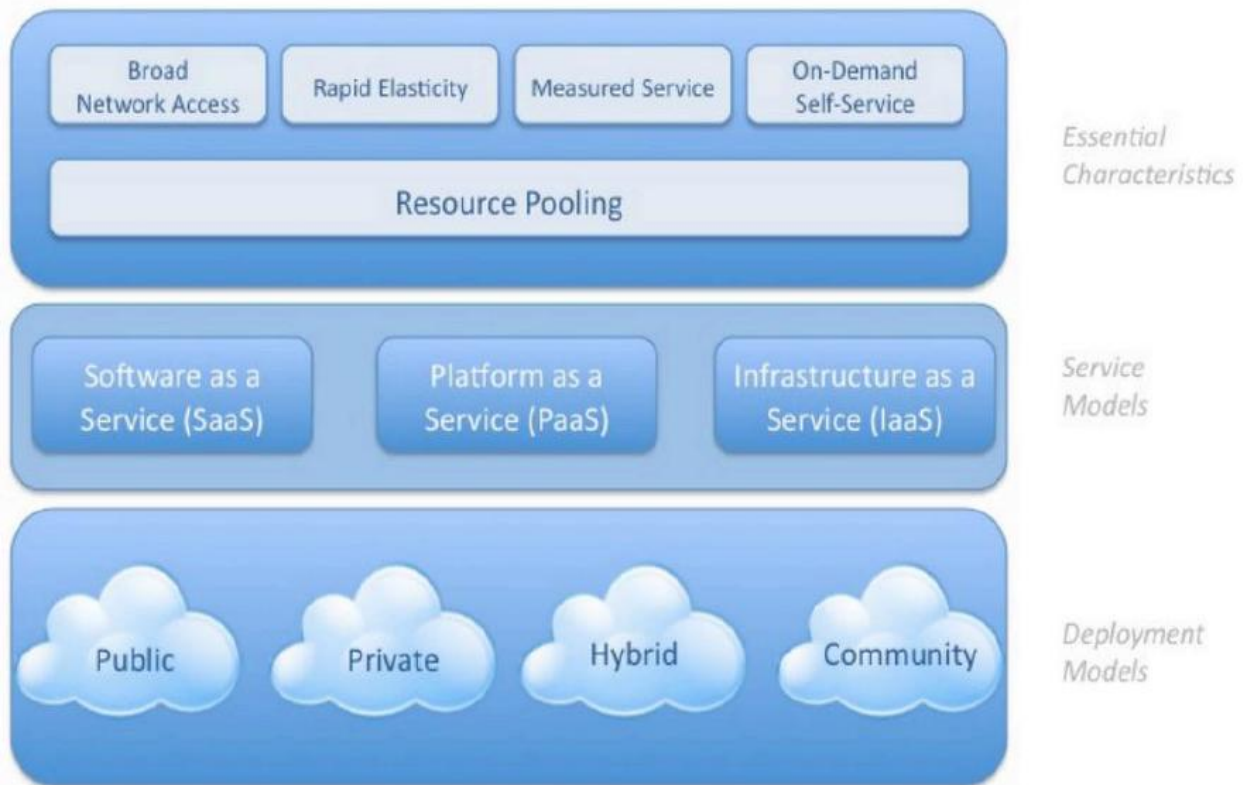 Broad
Network Access
Rapid Elasticity
Measured Service
On-Demand
Self-Service
Resource Pooling
Essential
Characteristics
Software as a
Service (SaaS)
Platform as a
Service (PaaS)
Infrastructure as a
Service (IaaS)
Service
Models
Public
Private
Hybrid
Community
Deployment
Models